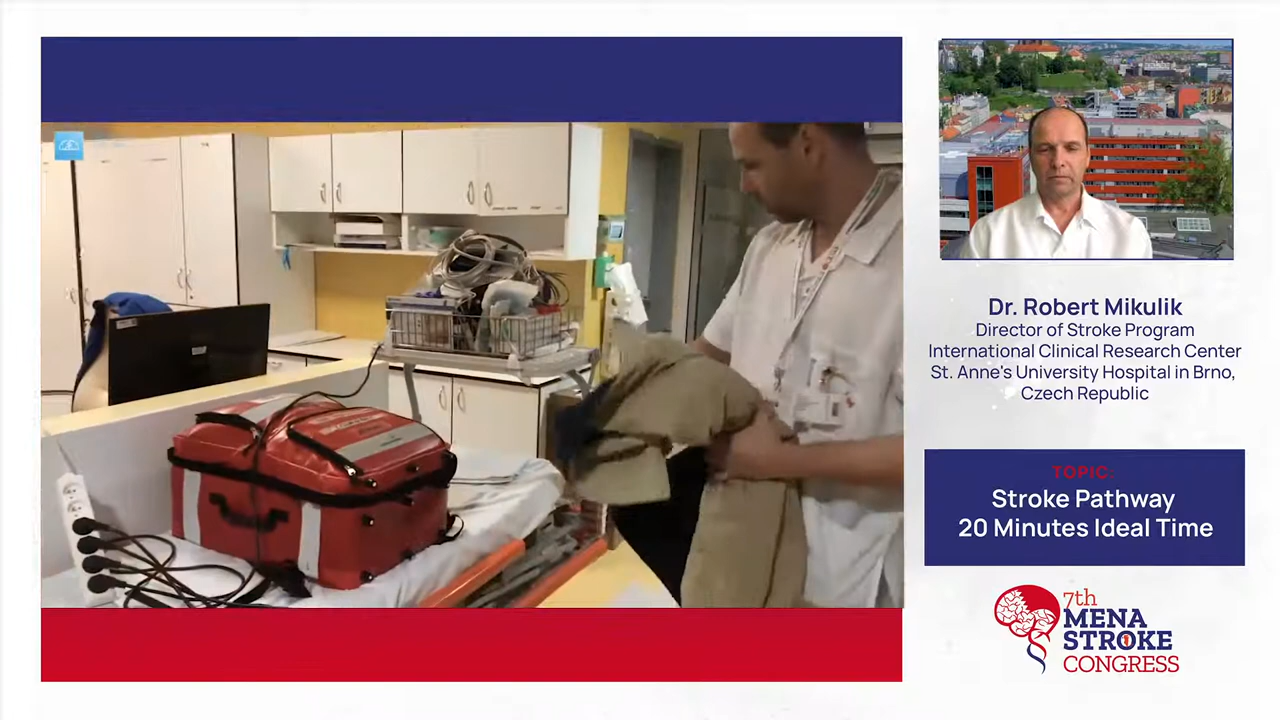 Dr. Robert Mikulik
Director of Stroke Program
International Clinical Research Center
St. Anne's University Hospital in Brno,
Czech Republic
TOPIC:
Stroke Pathway
20 Minutes Ideal Time
7th
MENA
STROKE
CONGRESS